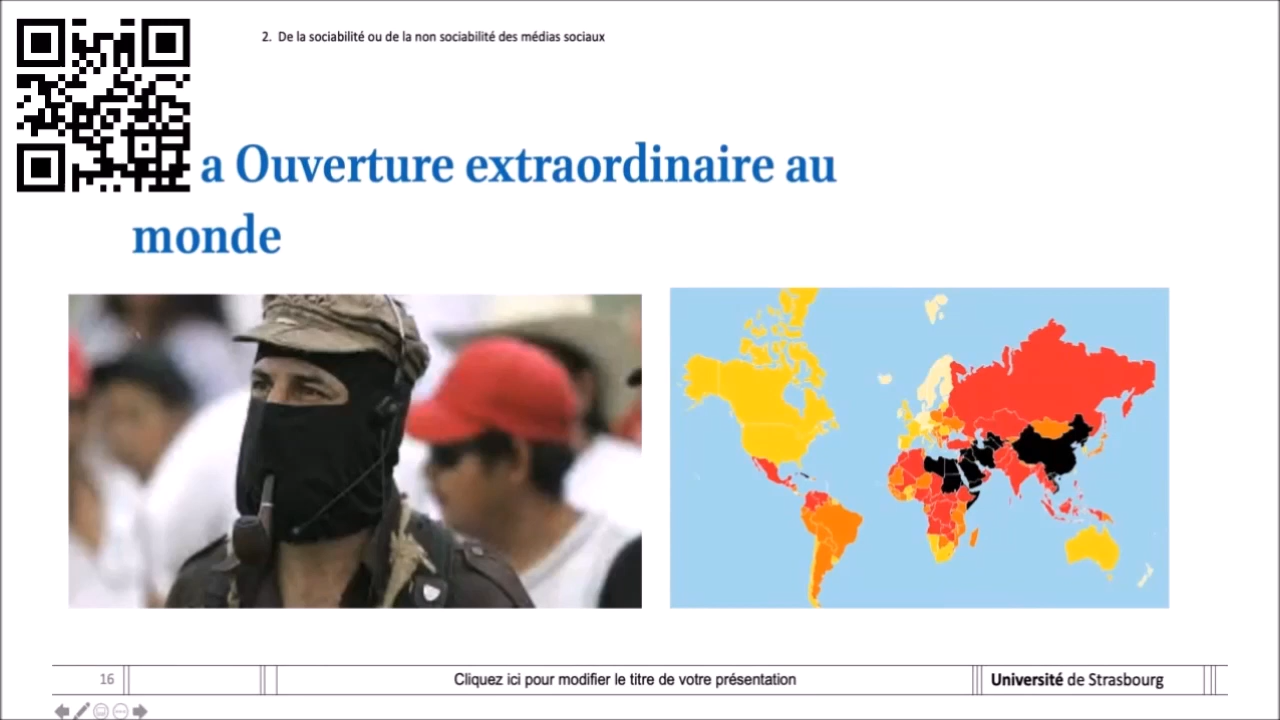 2. De la sociabilité ou de la non sociabilité des médias sociaux
a Ouverture extraordinaire au
monde
16
Cliquez ici pour modifier le titre de votre présentation
Université de Strasbourg